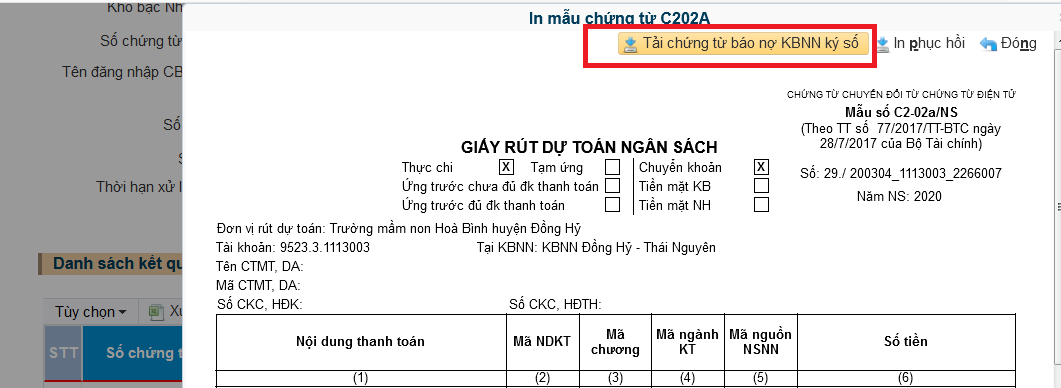 Kho bạc Nh
Số chứng từ
Tên đăng nhập CB
Số
Thời hạn xử l
Danh sách kết qu
Tùy chọn
STT
Số chứng t
In mẫu chứng từ C202A
Tải chứng từ báo nợ KBNN ký số In phục hồi Đóng
CHỨNG TỪ CHUYỂN ĐỔI TỪ CHỨNG TỪ ĐIỆN TỬ
Mẫu số C2-02a/NS
(Theo TT số 77/2017/TT-BTC ngày
28/7/2017 của Bộ Tài chính)
Số: 29./ 200304_1113003_2266007
Năm NS: 2020
GIẤY RÚT DỰ TOÁN NGÂN SÁCH
Thực chi X Tạm ứng Chuyển khoản X
Ứng trước chưa đủ đk thanh toán Tiền mặt KB
Ứng trước đủ đk thanh toán Tiền mặt NH
Đơn vị rút dự toán: Trường mầm non Hoà Bình huyện Đồng Hỷ
Tài khoản: 9523.3.1113003 Tại KBNN: KBNN Đồng Hỷ - Thái Nguyên
Tên CTMT, DA:
Mã CTMT, DA:
Số CKC, HĐK: Số CKC, HĐTH:
Nội dung thanh toán
Mã NDKT
Mã
chương
Mã ngành
KT
Mã nguồn
NSNN
Số tiền
(1) (2) (3) (4) (5) (6)